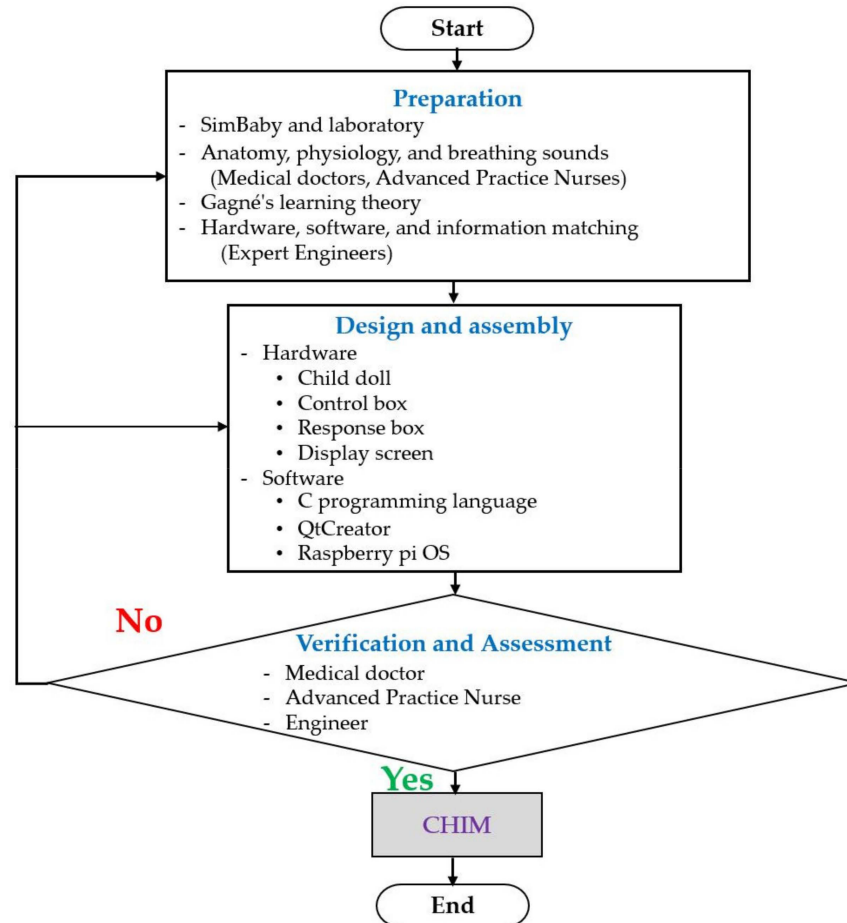 Start
Preparation
- SimBaby and laboratory
- Anatomy, physiology, and breathing sounds
(Medical doctors, Advanced Practice Nurses)
- Gagné's learning theory
- Hardware, software, and information matching
(Expert Engineers)
Design and assembly
- Hardware
• Child doll
• Control box
• Response box
• Display screen
- Software
• C programming language
• QtCreator
• Raspberry pi OS
No
Verification and Assessment
- Medical doctor
- Advanced Practice Nurse
- Engineer
Yes
CHIM
End